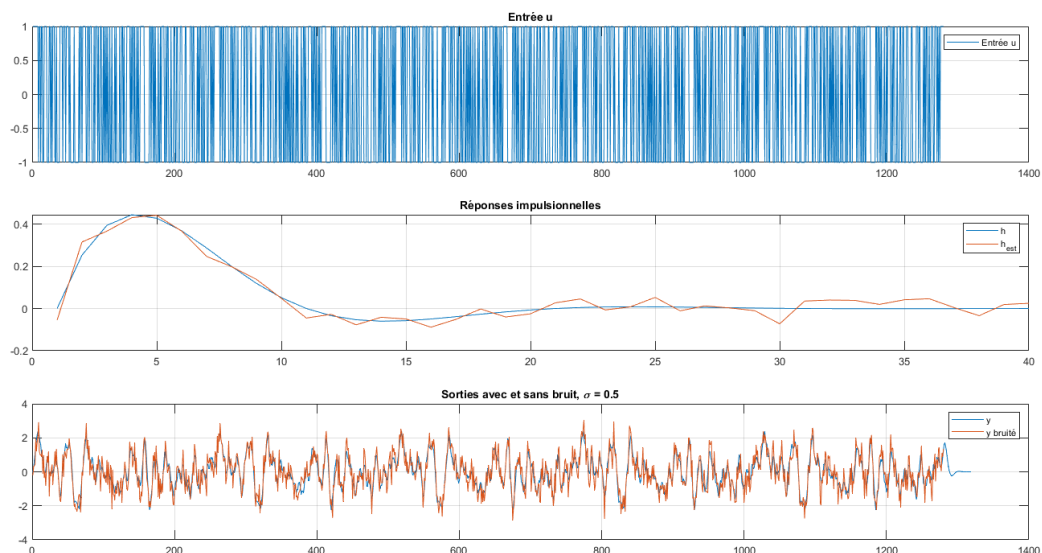 Entrée u
1
0.5
0
-0.5
-1
Entrée u
0 200 400 600 800 1000 1200 1400
Réponses impulsionnelles
0.4
0.2
0
-0.2
h
h_est
0 5 10 15 20 25 30 35 40
Sorties avec et sans bruit, σ = 0.5
4
2
0
-2
-4
y
y bruité
0 200 400 600 800 1000 1200 1400